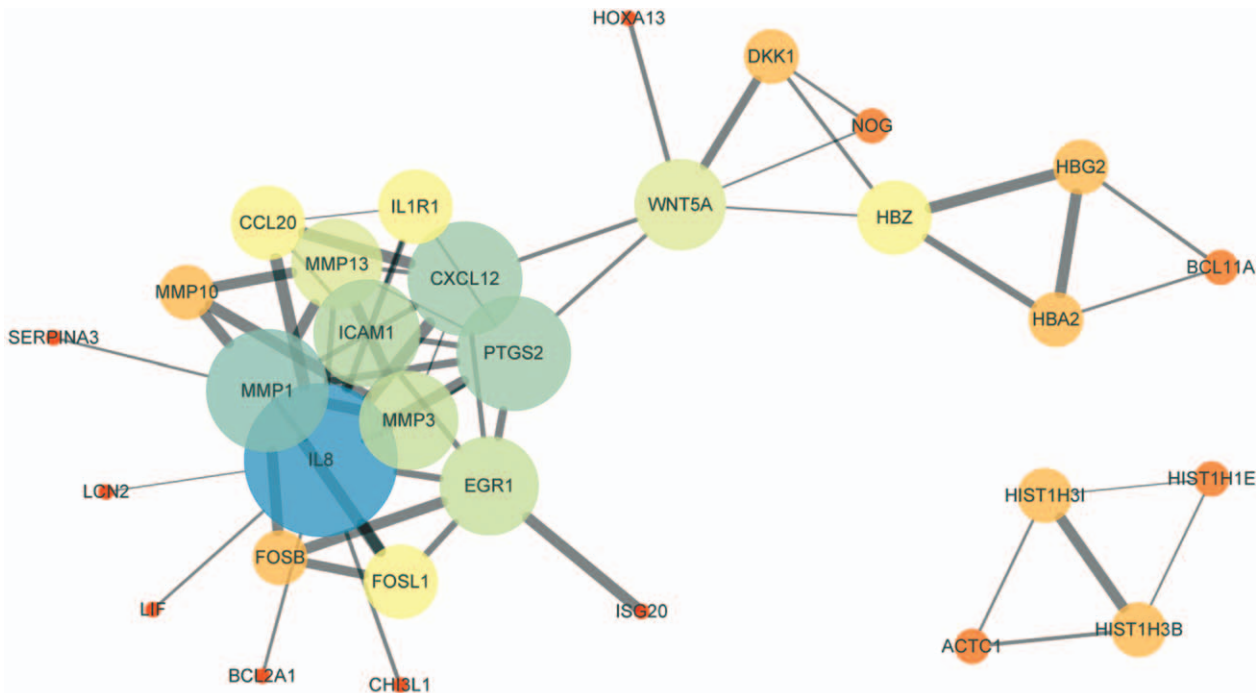 HOXA13
DKK1
NOG
HBG2
WNT5A
HBZ
IL1R1
CCL20
MMP13
CXCL12
BCL11A
MMP10
HBA2
ICAM1
SERPINA3
PTGS2
MMP1
MMP3
IL8
EGR1
HIST1H1E
LCN2
HIST1H3I
FOSB
FOSL1
LIF
ISG20
HIST1H3B
ACTC1
BCL2A1
CHI3L1